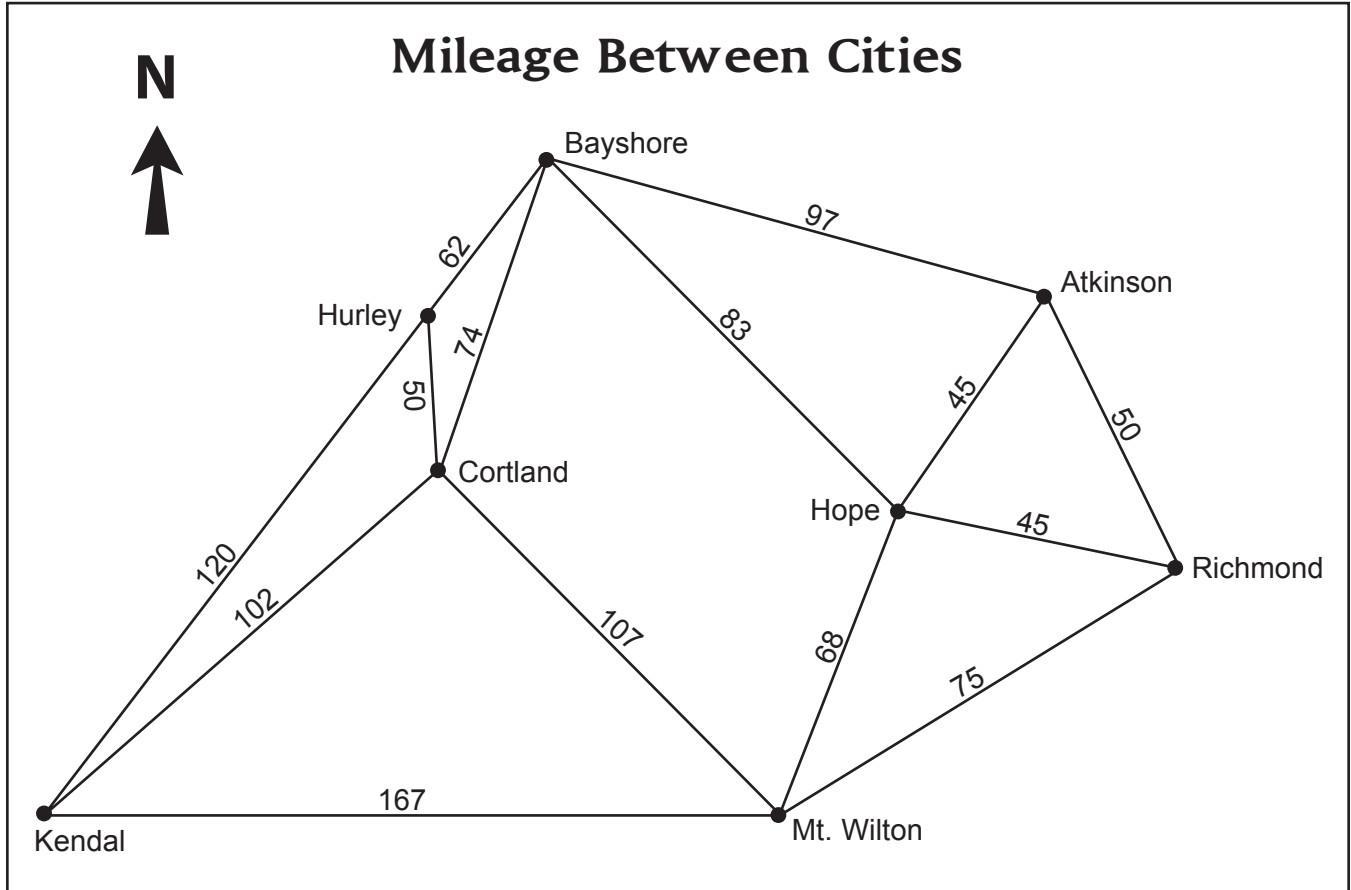 Mileage Between Cities
N
Bayshore
97
62
Atkinson
Hurley
83
74
50
45
50
Cortland
Hope
45
120
Richmond
102
107
68
75
167
Kendal
Mt. Wilton